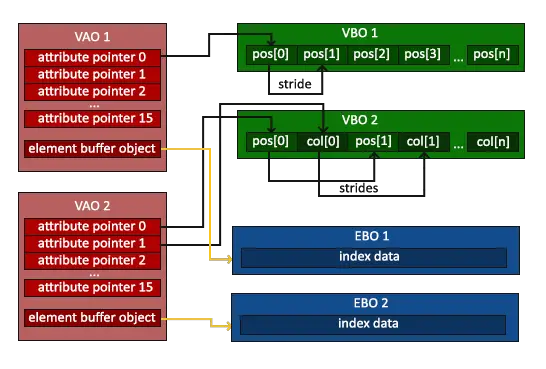 VAO 1
attribute pointer 0
attribute pointer 1
attribute pointer 2
...
attribute pointer 15
element buffer object
VBO 1
pos[0] pos[1] pos[2] pos[3] ... pos[n]
stride
VBO 2
pos[0] col[0] pos[1] col[1] ... col[n]
strides
VAO 2
attribute pointer 0
attribute pointer 1
attribute pointer 2
...
attribute pointer 15
element buffer object
EBO 1
index data
EBO 2
index data